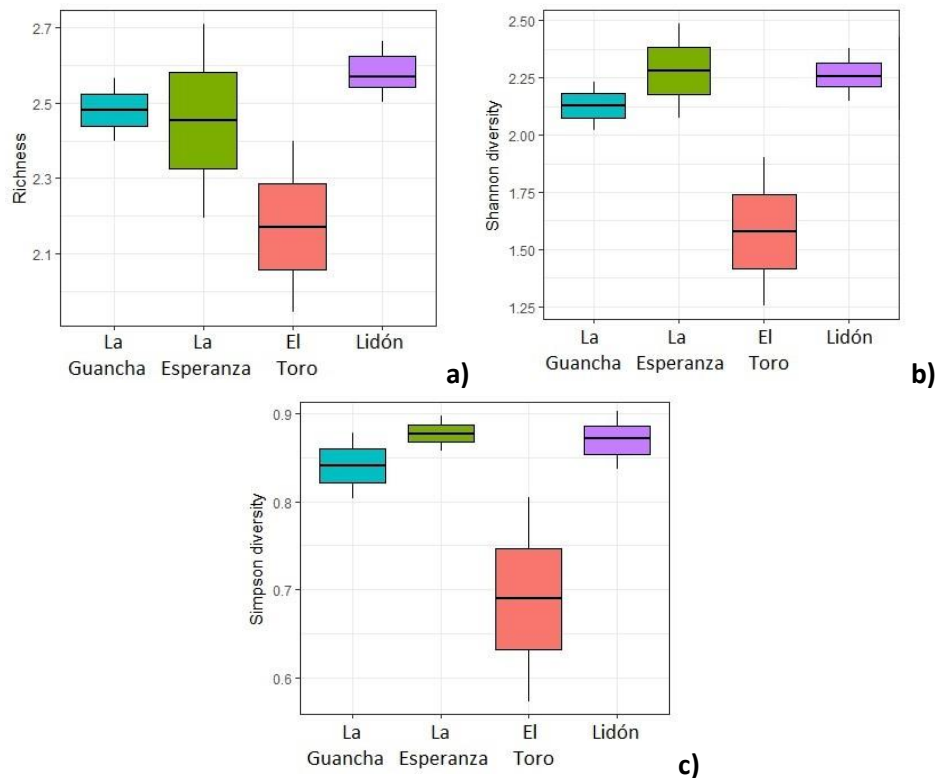 Richness
2.7
2.5
2.3
2.1
La Guancha
La Esperanza
El Toro
Lidón
a)
Shannon diversity
2.50
2.25
2.00
1.75
1.50
1.25
La Guancha
La Esperanza
El Toro
Lidón
b)
Simpson diversity
0.9
0.8
0.7
0.6
La Guancha
La Esperanza
El Toro
Lidón
c)